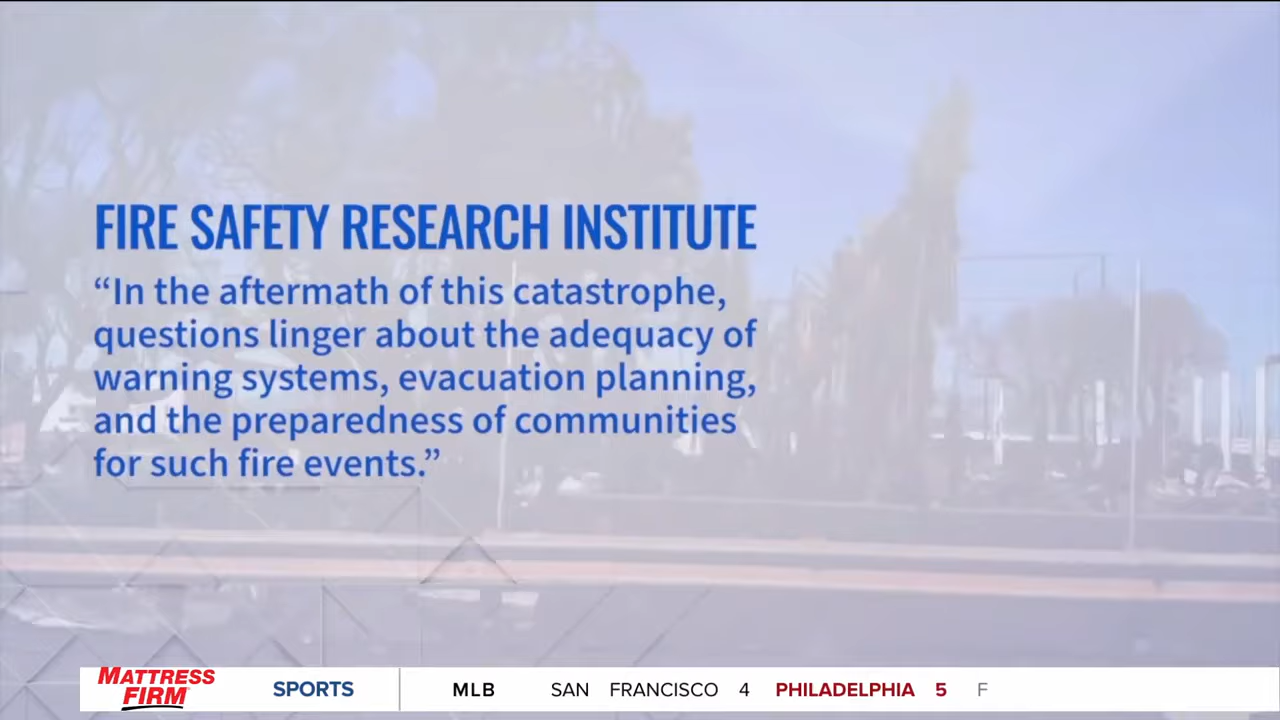 FIRE SAFETY RESEARCH INSTITUTE
“In the aftermath of this catastrophe,
questions linger about the adequacy of
warning systems, evacuation planning,
and the preparedness of communities
for such fire events.”
MATTRESS
FIRM
SPORTS
MLB SAN FRANCISCO 4 PHILADELPHIA 5 F